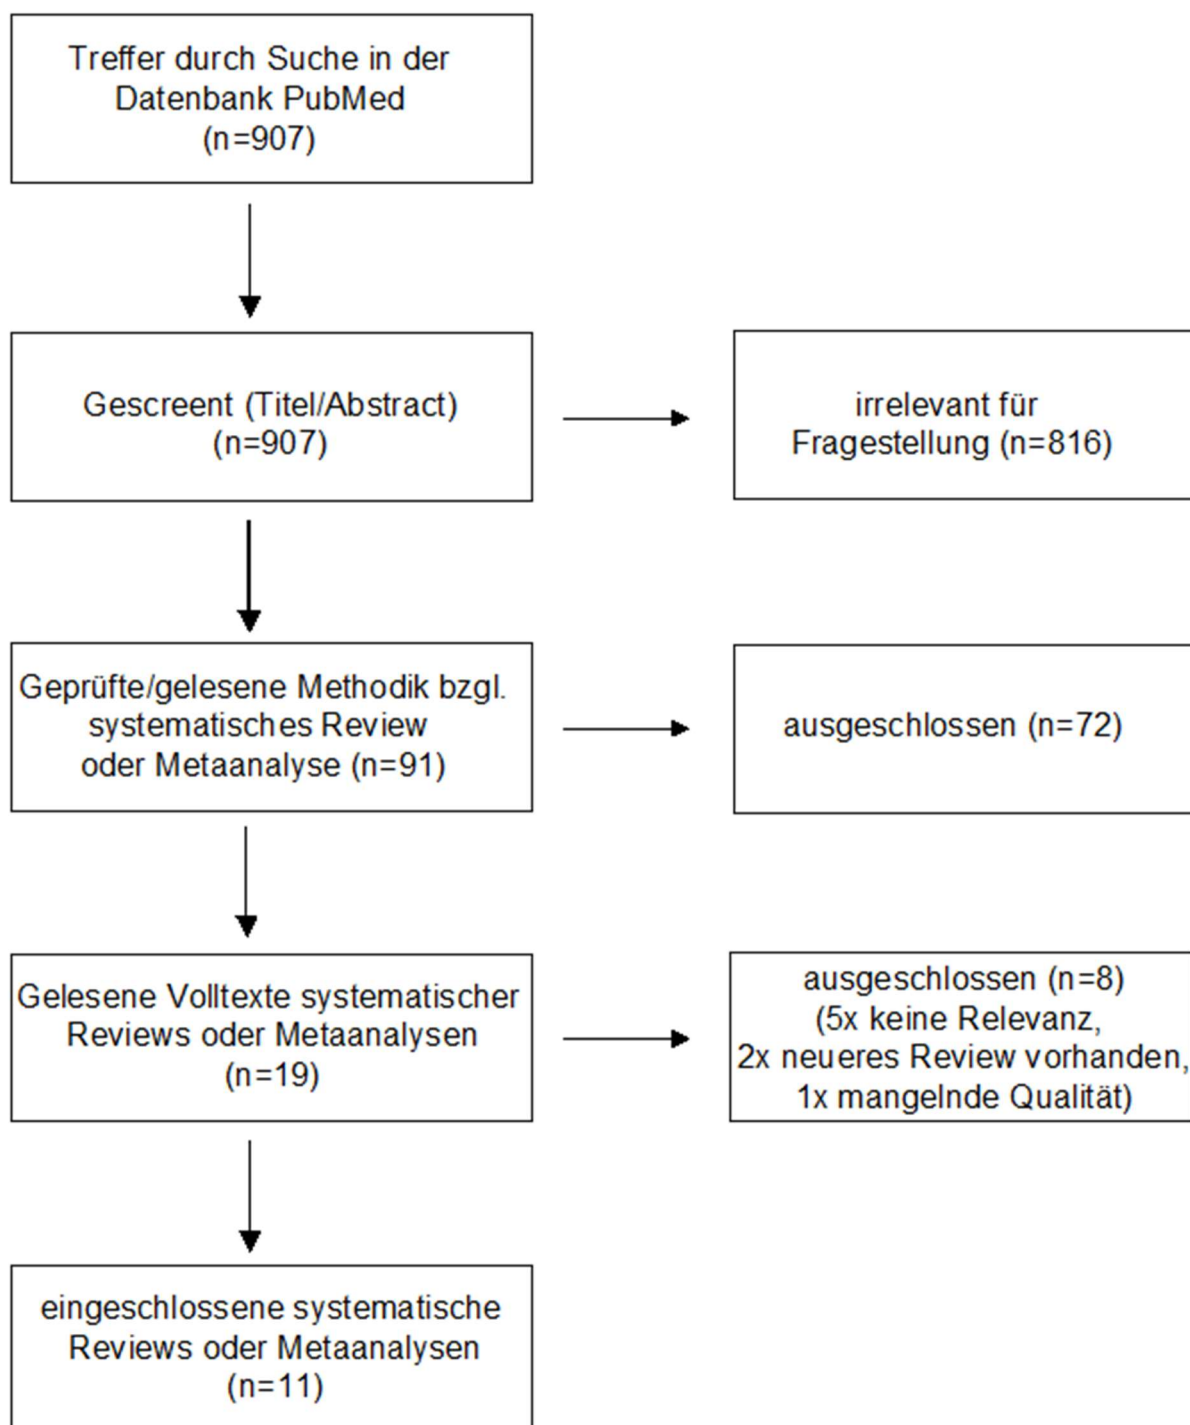 Treffer durch Suche in der
Datenbank PubMed
(n=907)
Gescreent (Titel/Abstract)
(n=907)
irrelevant für
Fragestellung (n=816)
Geprüfte/gelesene Methodik bzgl.
systematisches Review
oder Metaanalyse (n=91)
ausgeschlossen (n=72)
Gelesene Volltexte systematischer
Reviews oder Metaanalysen
(n=19)
ausgeschlossen (n=8)
(5x keine Relevanz,
2x neueres Review vorhanden,
1x mangelnde Qualität)
eingeschlossene systematische
Reviews oder Metaanalysen
(n=11)